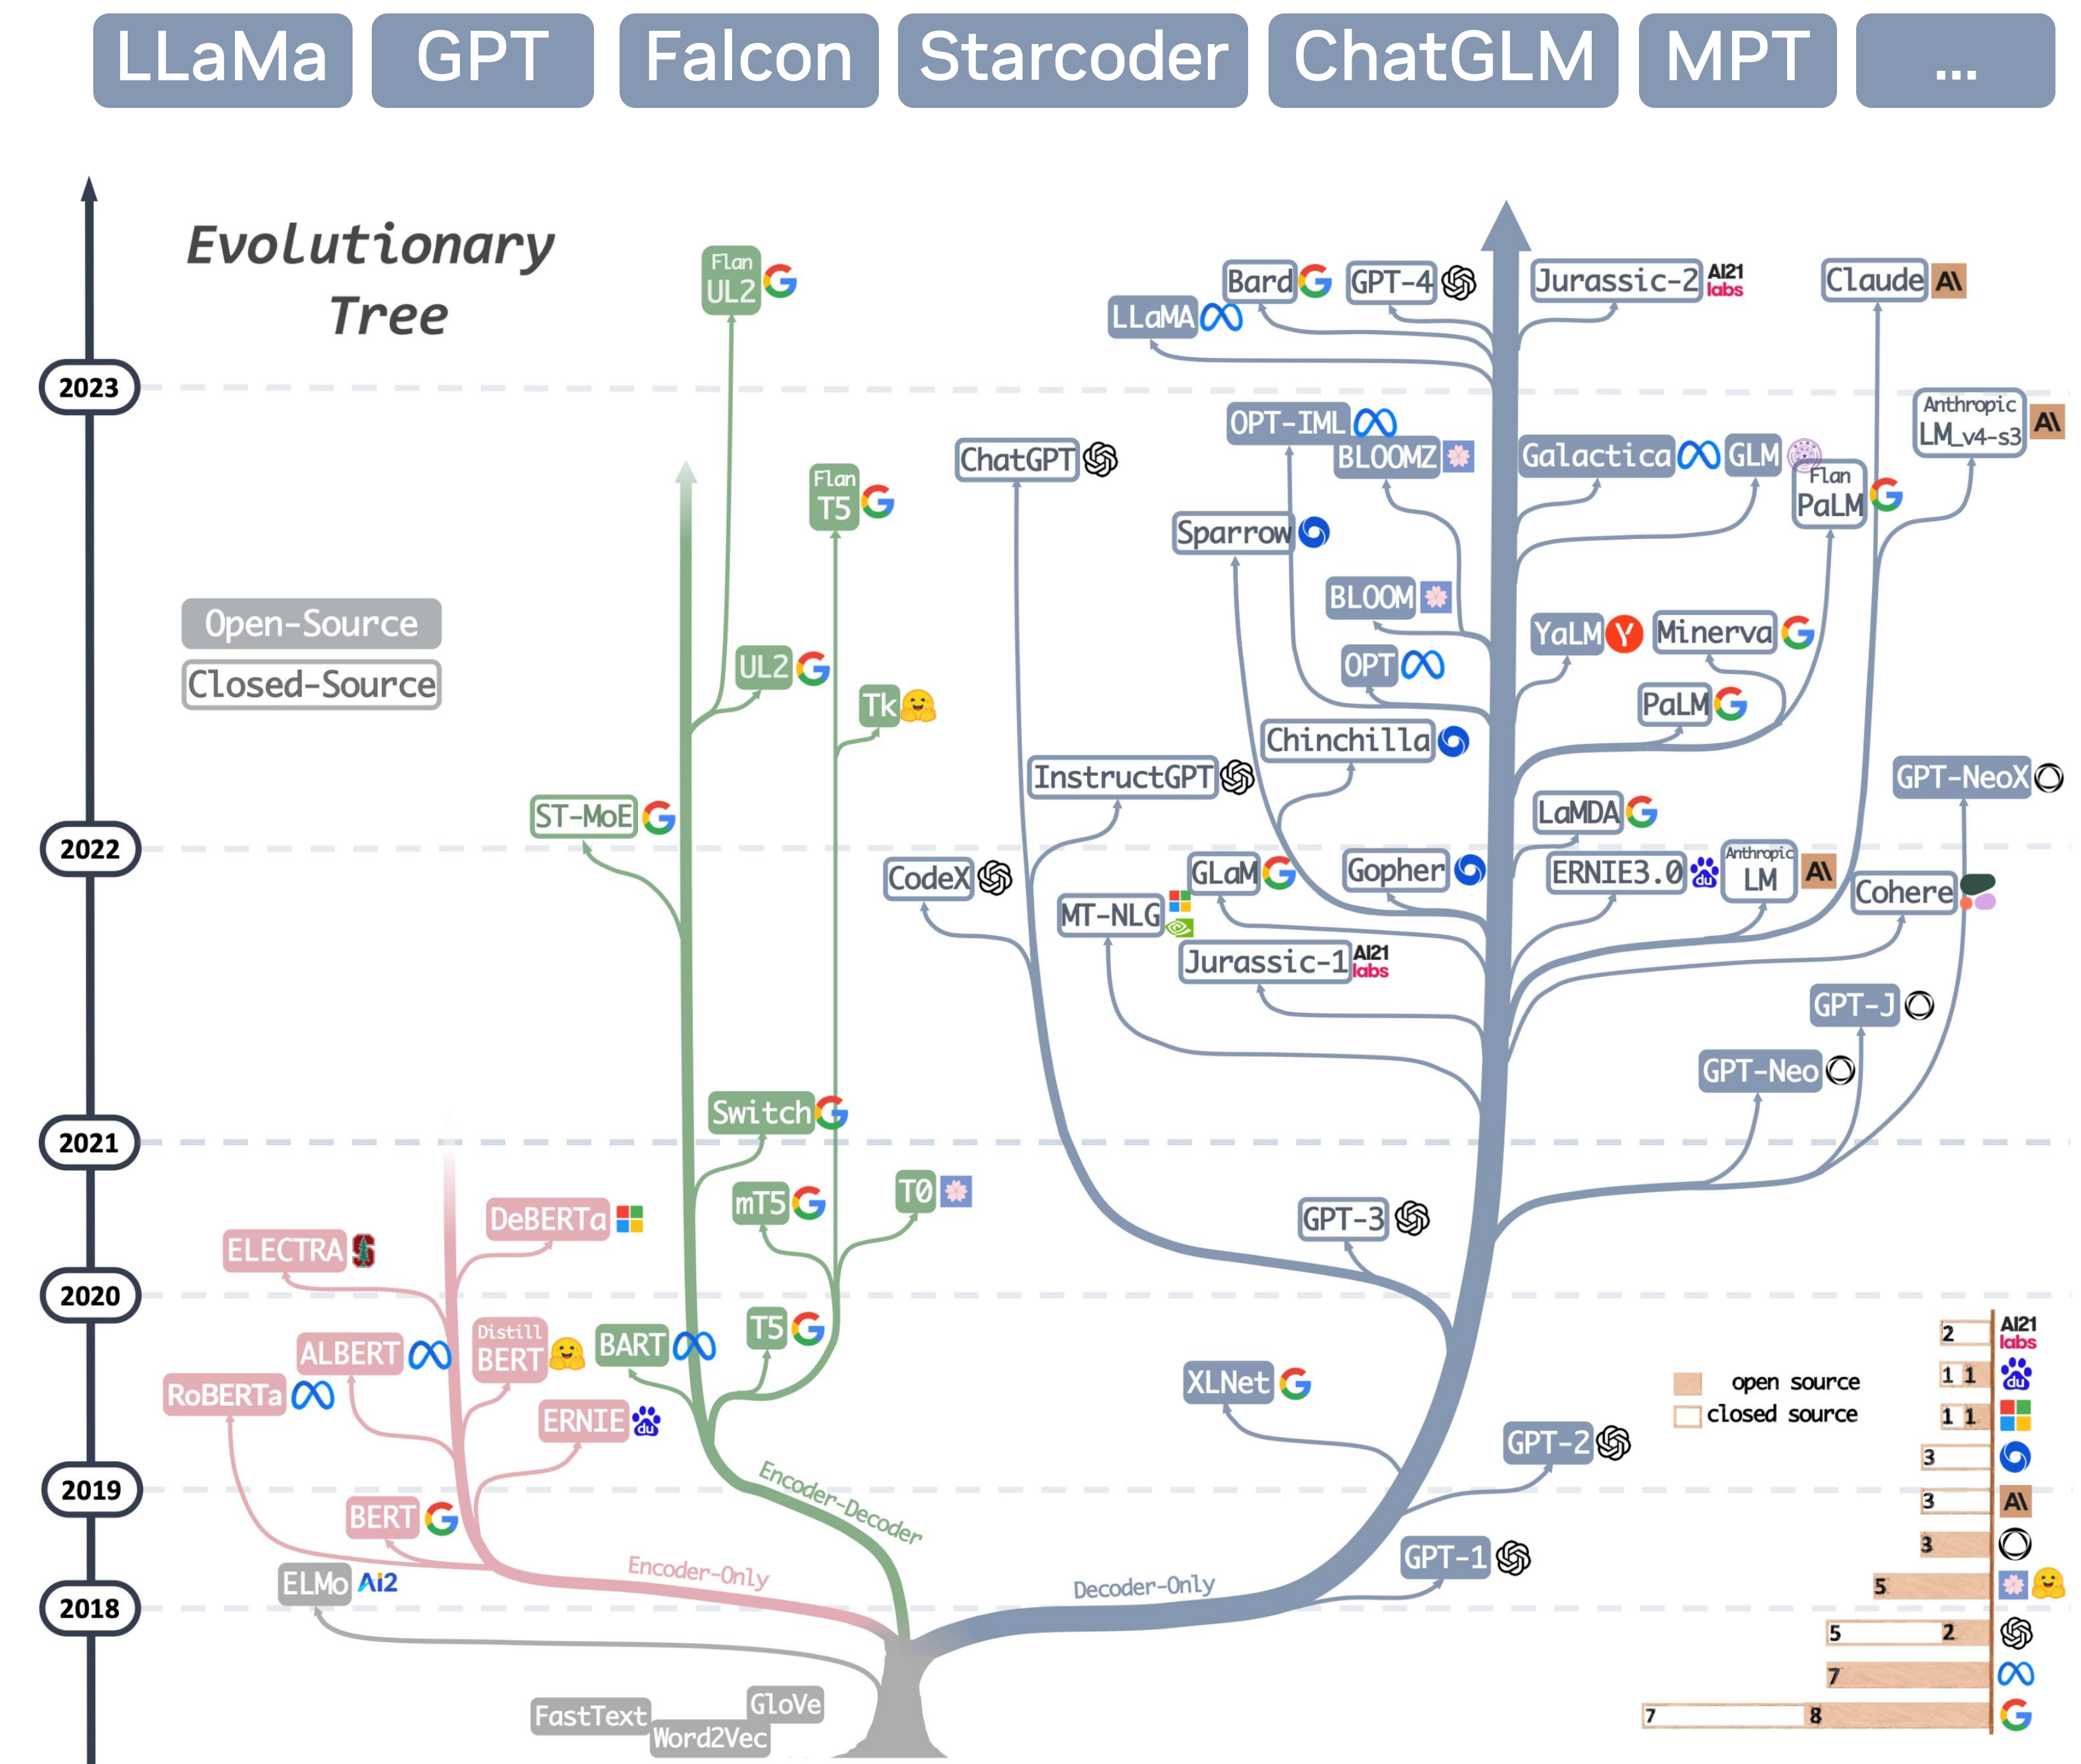 LLaMa
GPT
Falcon
Starcoder
ChatGLM
MPT
...
Evolutionary
Tree
Open-Source
Closed-Source
2023
2022
2021
2020
2019
2018
Flan
UL2
LLaMA
Bard
GPT-4
Jurassic-2
AI21
labs
Claude
A\
Anthropic
LM_v4-s3
A\
OPT-IML
BLOOMZ
ChatGPT
Galactica
GLM
Flan
PaLM
Flan
T5
Sparrow
BLOOM
YaLM
Y
Minerva
UL2
OPT
Tk
PaLM
Chinchilla
InstructGPT
GPT-NeoX
ST-MoE
LaMDA
CodeX
GLaM
Gopher
ERNIE3.0
du
Anthropic
LM
A\
Cohere
MT-NLG
Jurassic-1
AI21
labs
GPT-J
GPT-Neo
Switch
mT5
T0
DeBERTa
ELECTRA
GPT-3
T5
Distill
BERT
BART
ALBERT
RoBERTa
ERNIE
du
XLNet
GPT-2
BERT
GPT-1
ELMo
Ai2
Encoder-Decoder
Encoder-Only
Decoder-Only
FastText
GloVe
Word2Vec
open source
closed source
2
AI21
labs
1 1
du
1 1
3
3
A\
3
5
5 2
7
7 8